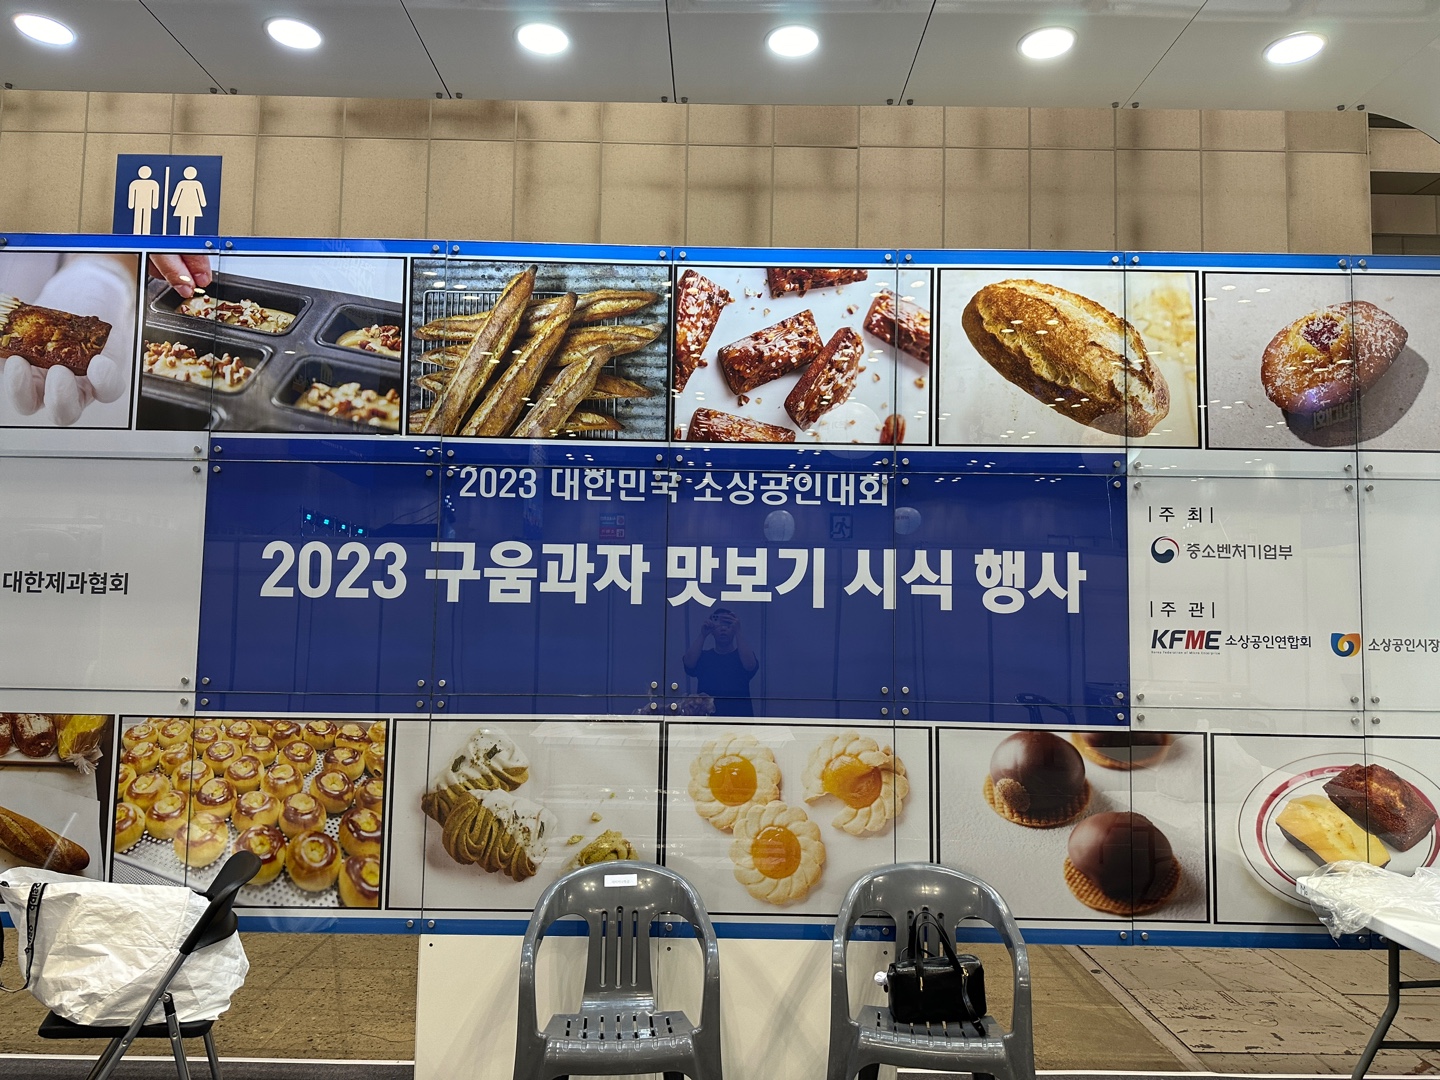 2023 대한민국 소상공인대회
2023 구움과자 맛보기 시식 행사
대한제과협회
|주 최|
중소벤처기업부
|주 관|
KFME 소상공인연합회
소상공인시장